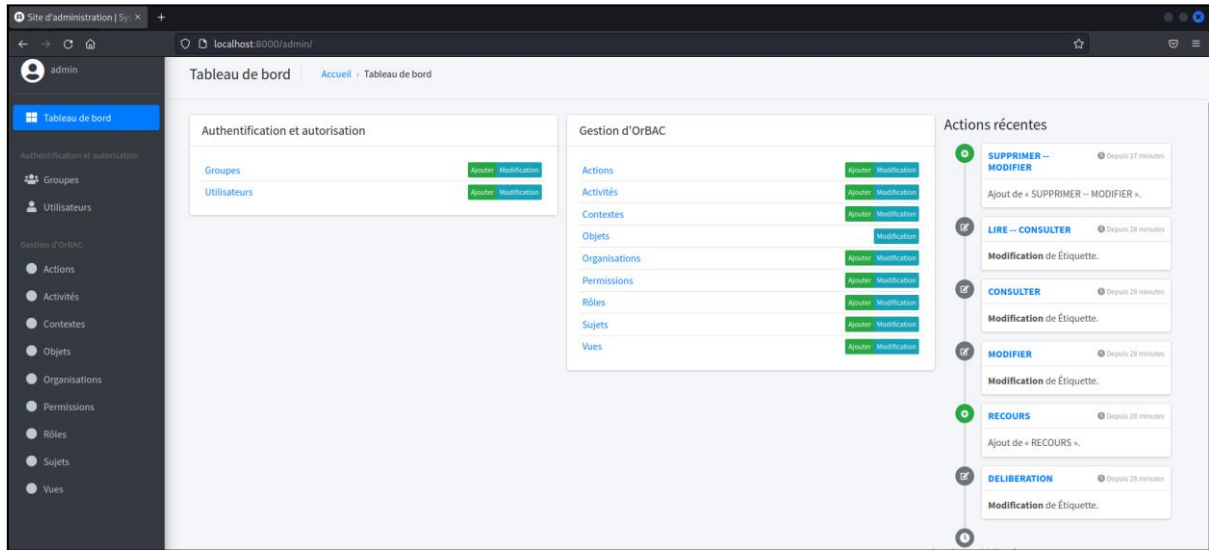 Site d'administration | Sy
localhost:8000/admin/
admin
Tableau de bord
Authentification et autorisation
Groupes
Utilisateurs
Gestion d'OrBAC
Actions
Activités
Contextes
Objets
Organisations
Permissions
Rôles
Sujets
Vues
Tableau de bord
Accueil › Tableau de bord
Authentification et autorisation
Groupes Ajouter Modification
Utilisateurs Ajouter Modification
Gestion d'OrBAC
Actions Ajouter Modification
Activités Ajouter Modification
Contextes Ajouter Modification
Objets Modification
Organisations Ajouter Modification
Permissions Ajouter Modification
Rôles Ajouter Modification
Sujets Ajouter Modification
Vues Ajouter Modification
Actions récentes
SUPPRIMER -- Depuis 27 minutes
MODIFIER
Ajout de « SUPPRIMER -- MODIFIER ».
LIRE -- CONSULTER Depuis 28 minutes
Modification de Étiquette.
CONSULTER Depuis 28 minutes
Modification de Étiquette.
MODIFIER Depuis 28 minutes
Modification de Étiquette.
RECOURS Depuis 28 minutes
Ajout de « RECOURS ».
DELIBERATION Depuis 28 minutes
Modification de Étiquette.